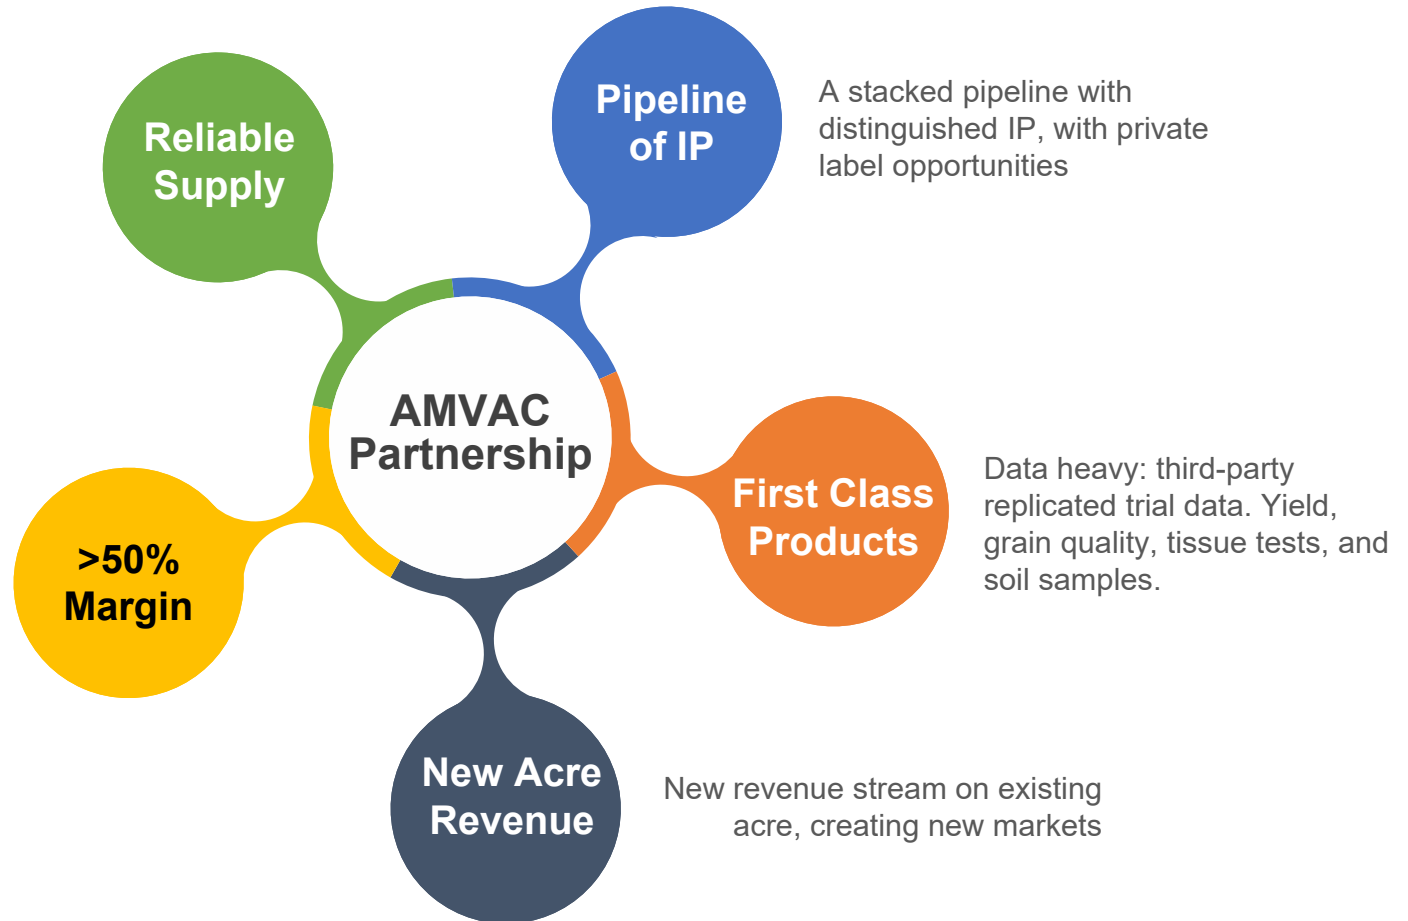 Pipeline
of IP
A stacked pipeline with
distinguished IP, with private
label opportunities
Reliable
Supply
AMVAC
Partnership
First Class
Products
Data heavy: third-party
replicated trial data. Yield,
grain quality, tissue tests, and
soil samples.
>50%
Margin
New Acre
Revenue
New revenue stream on existing
acre, creating new markets